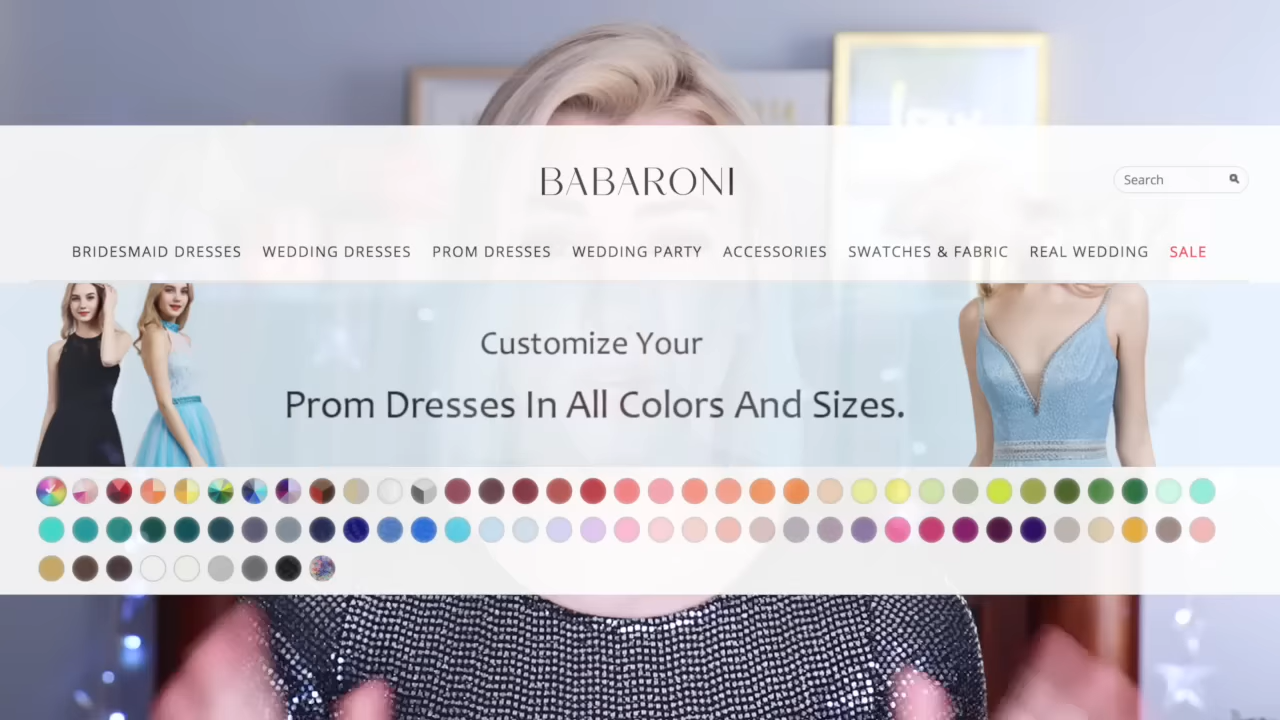 BABARONI
Search
BRIDESMAID DRESSES WEDDING DRESSES PROM DRESSES WEDDING PARTY ACCESSORIES SWATCHES & FABRIC REAL WEDDING SALE
Customize Your
Prom Dresses In All Colors And Sizes.